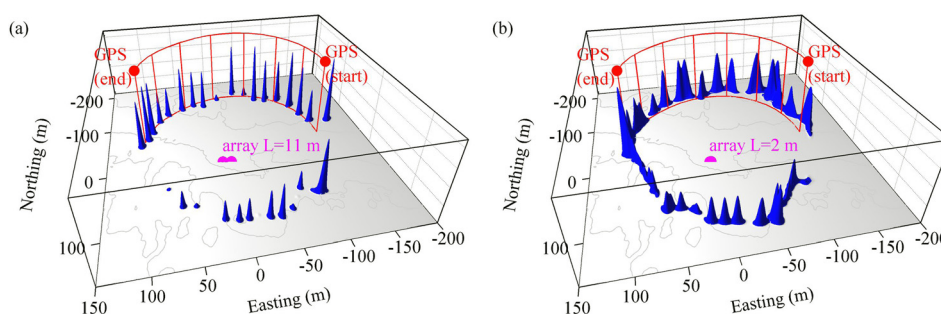 (a)
GPS
(end)
GPS
(start)
-200
-100
0
100
Northing (m)
array L=11 m
150
100
50
0
-50
-100
-150
-200
Easting (m)
(b)
GPS
(end)
GPS
(start)
-200
-100
0
100
Northing (m)
array L=2 m
150
100
50
0
-50
-100
-150
-200
Easting (m)